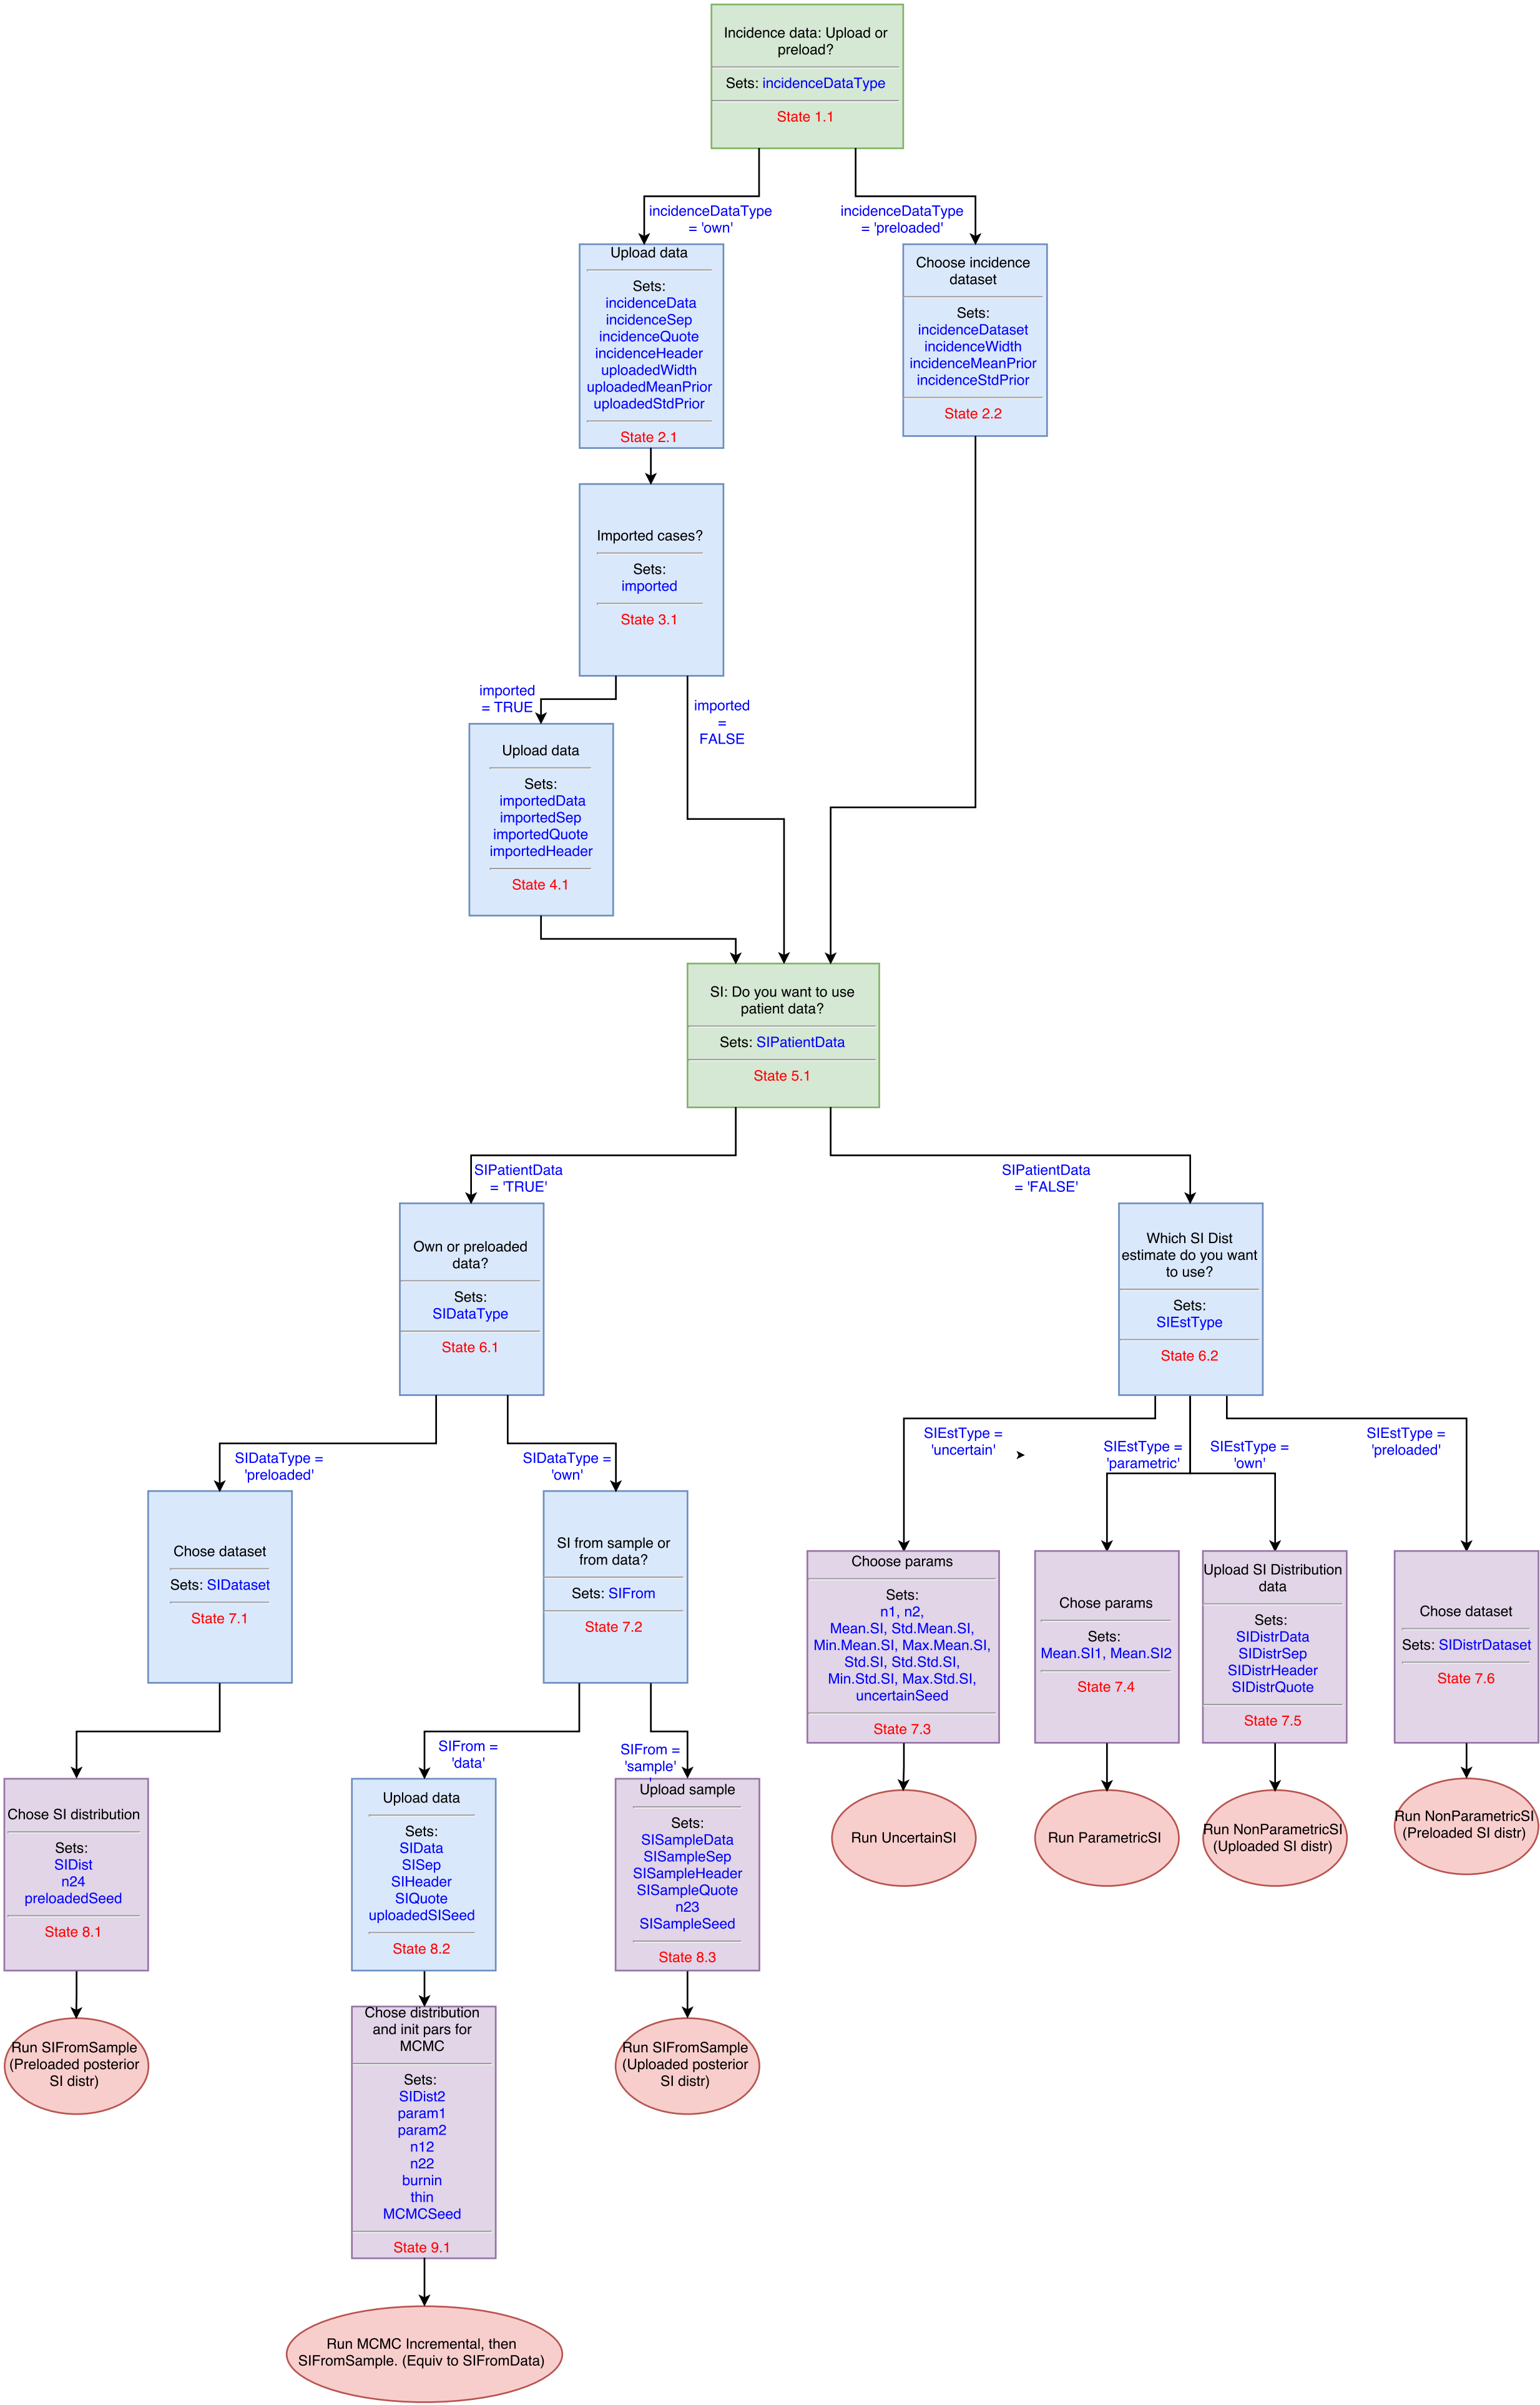 Incidence data: Upload or
preload?
Sets: incidenceDataType
State 1.1
incidenceDataType
= 'own'
incidenceDataType
= 'preloaded'
Upload data
Sets:
incidenceData
incidenceSep
incidenceQuote
incidenceHeader
uploadedWidth
uploadedMeanPrior
uploadedStdPrior
State 2.1
Choose incidence
dataset
Sets:
incidenceDataset
incidenceWidth
incidenceMeanPrior
incidenceStdPrior
State 2.2
Imported cases?
Sets:
imported
State 3.1
imported
= TRUE
imported
=
FALSE
Upload data
Sets:
importedData
importedSep
importedQuote
importedHeader
State 4.1
SI: Do you want to use
patient data?
Sets: SIPatientData
State 5.1
SIPatientData
= 'TRUE'
SIPatientData
= 'FALSE'
Own or preloaded
data?
Sets:
SIDataType
State 6.1
Which SI Dist
estimate do you want
to use?
Sets:
SIEstType
State 6.2
SIDataType =
'preloaded'
SIDataType =
'own'
SIEstType =
'uncertain'
SIEstType =
'parametric'
SIEstType =
'own'
SIEstType =
'preloaded'
Chose dataset
Sets: SIDataset
State 7.1
SI from sample or
from data?
Sets: SIFrom
State 7.2
Choose params
Sets:
n1, n2,
Mean.SI, Std.Mean.SI,
Min.Mean.SI, Max.Mean.SI,
Std.SI, Std.Std.SI,
Min.Std.SI, Max.Std.SI,
uncertainSeed
State 7.3
Chose params
Sets:
Mean.SI1, Mean.SI2
State 7.4
Upload SI Distribution
data
Sets:
SIDistrData
SIDistrSep
SIDistrHeader
SIDistrQuote
State 7.5
Chose dataset
Sets: SIDistrDataset
State 7.6
SIFrom =
'data'
SIFrom =
'sample'
'
Chose SI distribution
Sets:
SIDist
n24
preloadedSeed
State 8.1
Upload data
Sets:
SIData
SISep
SIHeader
SIQuote
uploadedSISeed
State 8.2
Upload sample
Sets:
SISampleData
SISampleSep
SISampleHeader
SISampleQuote
n23
SISampleSeed
State 8.3
Run UncertainSI
Run ParametricSI
Run NonParametricSI
(Uploaded SI distr)
Run NonParametricSI
(Preloaded SI distr)
Run SIFromSample
(Preloaded posterior
SI distr)
Chose distribution
and init pars for
MCMC
Sets:
SIDist2
param1
param2
n12
n22
burnin
thin
MCMCSeed
State 9.1
Run SIFromSample
(Uploaded posterior
SI distr)
Run MCMC Incremental, then
SIFromSample. (Equiv to SIFromData)